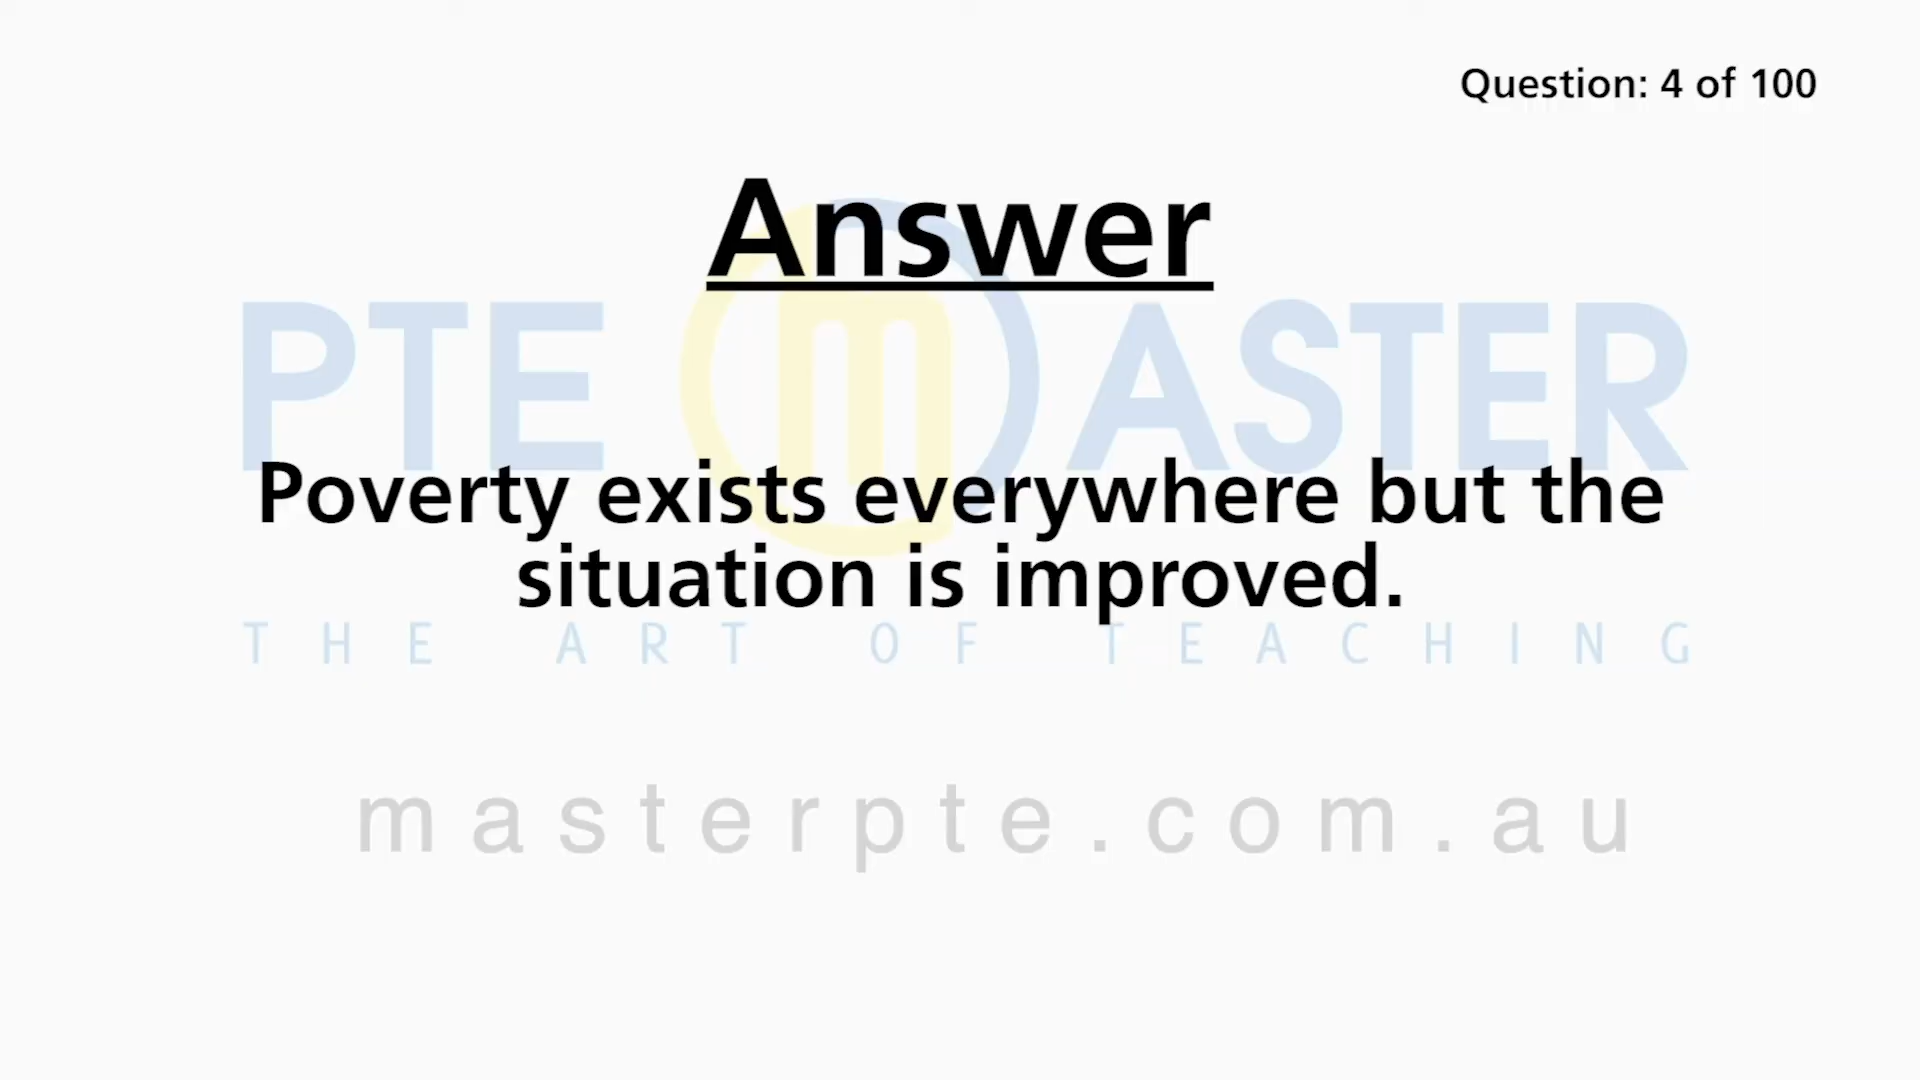 Question: 4 of 100
Answer
PTE MASTER
Poverty exists everywhere but the
situation is improved.
THE ART OF TEACHING
masterpte.com.au